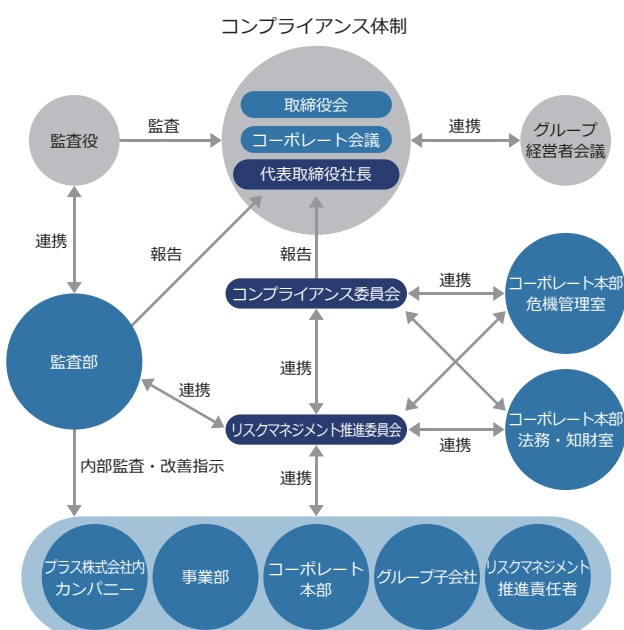 コンプライアンス体制
取締役会
監査役
監査
コーポレート会議
連携
グループ
経営者会議
代表取締役社長
連携
報告
報告
コンプライアンス委員会
連携
コーポレート本部
危機管理室
監査部
連携
連携
リスクマネジメント推進委員会
連携
コーポレート本部
法務・知財室
内部監査・改善指示
連携
プラス株式会社内
カンパニー
事業部
コーポレート
本部
グループ子会社
リスクマネジメント
推進責任者